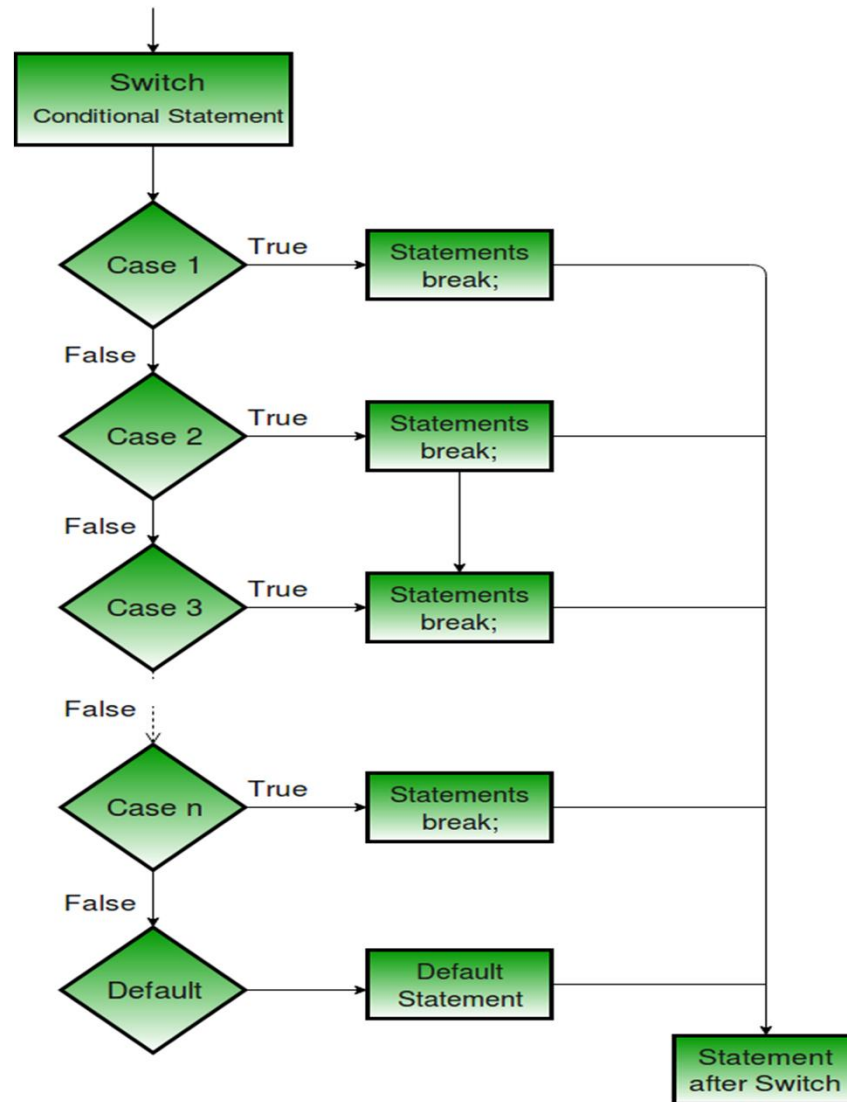 Switch
Conditional Statement
Case 1
True
Statements
break;
False
Case 2
True
Statements
break;
False
Case 3
True
Statements
break;
False
Case n
True
Statements
break;
False
Default
Default
Statement
Statement
after Switch